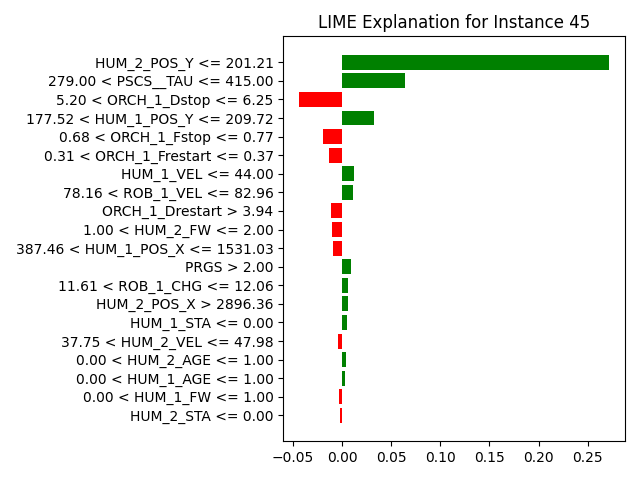 LIME Explanation for Instance 45
HUM_2_POS_Y <= 201.21
279.00 < PSCS__TAU <= 415.00
5.20 < ORCH_1_Dstop <= 6.25
177.52 < HUM_1_POS_Y <= 209.72
0.68 < ORCH_1_Fstop <= 0.77
0.31 < ORCH_1_Frestart <= 0.37
HUM_1_VEL <= 44.00
78.16 < ROB_1_VEL <= 82.96
ORCH_1_Drestart > 3.94
1.00 < HUM_2_FW <= 2.00
387.46 < HUM_1_POS_X <= 1531.03
PRGS > 2.00
11.61 < ROB_1_CHG <= 12.06
HUM_2_POS_X > 2896.36
HUM_1_STA <= 0.00
37.75 < HUM_2_VEL <= 47.98
0.00 < HUM_2_AGE <= 1.00
0.00 < HUM_1_AGE <= 1.00
0.00 < HUM_1_FW <= 1.00
HUM_2_STA <= 0.00
−0.05 0.00 0.05 0.10 0.15 0.20 0.25